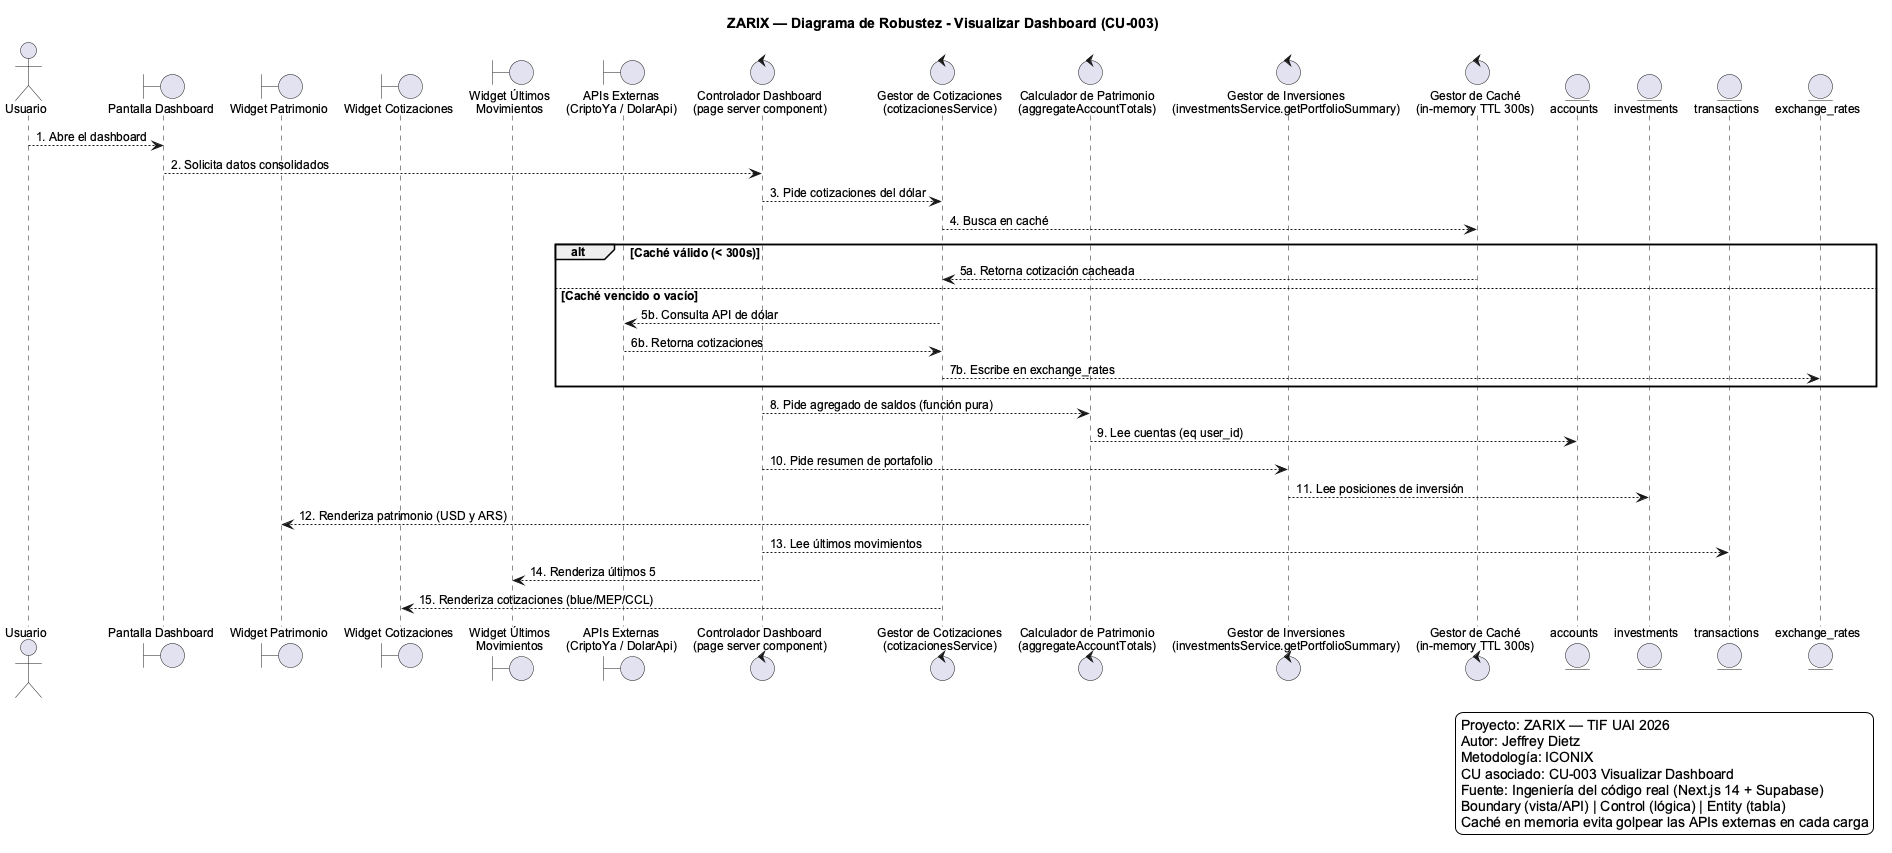 ZARIX — Diagrama de Robustez - Visualizar Dashboard (CU-003)
Usuario
Pantalla Dashboard
Widget Patrimonio
Widget Cotizaciones
Widget Últimos
Movimientos
APIs Externas
(CriptoYa / DolarApi)
Controlador Dashboard
(page server component)
Gestor de Cotizaciones
(cotizacionesService)
Calculador de Patrimonio
(aggregateAccountTotals)
Gestor de Inversiones
(investmentsService.getPortfolioSummary)
Gestor de Caché
(in-memory TTL 300s)
accounts
investments
transactions
exchange_rates
1. Abre el dashboard
2. Solicita datos consolidados
3. Pide cotizaciones del dólar
4. Busca en caché
alt
[Caché válido (< 300s)]
5a. Retorna cotización cacheada
[Caché vencido o vacío]
5b. Consulta API de dólar
6b. Retorna cotizaciones
7b. Escribe en exchange_rates
8. Pide agregado de saldos (función pura)
9. Lee cuentas (eq user_id)
10. Pide resumen de portafolio
11. Lee posiciones de inversión
12. Renderiza patrimonio (USD y ARS)
13. Lee últimos movimientos
14. Renderiza últimos 5
15. Renderiza cotizaciones (blue/MEP/CCL)
Usuario
Pantalla Dashboard
Widget Patrimonio
Widget Cotizaciones
Widget Últimos
Movimientos
APIs Externas
(CriptoYa / DolarApi)
Controlador Dashboard
(page server component)
Gestor de Cotizaciones
(cotizacionesService)
Calculador de Patrimonio
(aggregateAccountTotals)
Gestor de Inversiones
(investmentsService.getPortfolioSummary)
Gestor de Caché
(in-memory TTL 300s)
accounts
investments
transactions
exchange_rates
Proyecto: ZARIX — TIF UAI 2026
Autor: Jeffrey Dietz
Metodología: ICONIX
CU asociado: CU-003 Visualizar Dashboard
Fuente: Ingeniería del código real (Next.js 14 + Supabase)
Boundary (vista/API) | Control (lógica) | Entity (tabla)
Caché en memoria evita golpear las APIs externas en cada carga